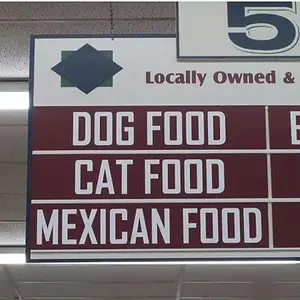 5
Locally Owned &
DOG FOOD
CAT FOOD
MEXICAN FOOD